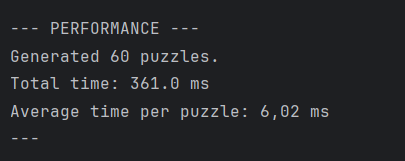 --- PERFORMANCE ---
Generated 60 puzzles.
Total time: 361.0 ms
Average time per puzzle: 6,02 ms
---